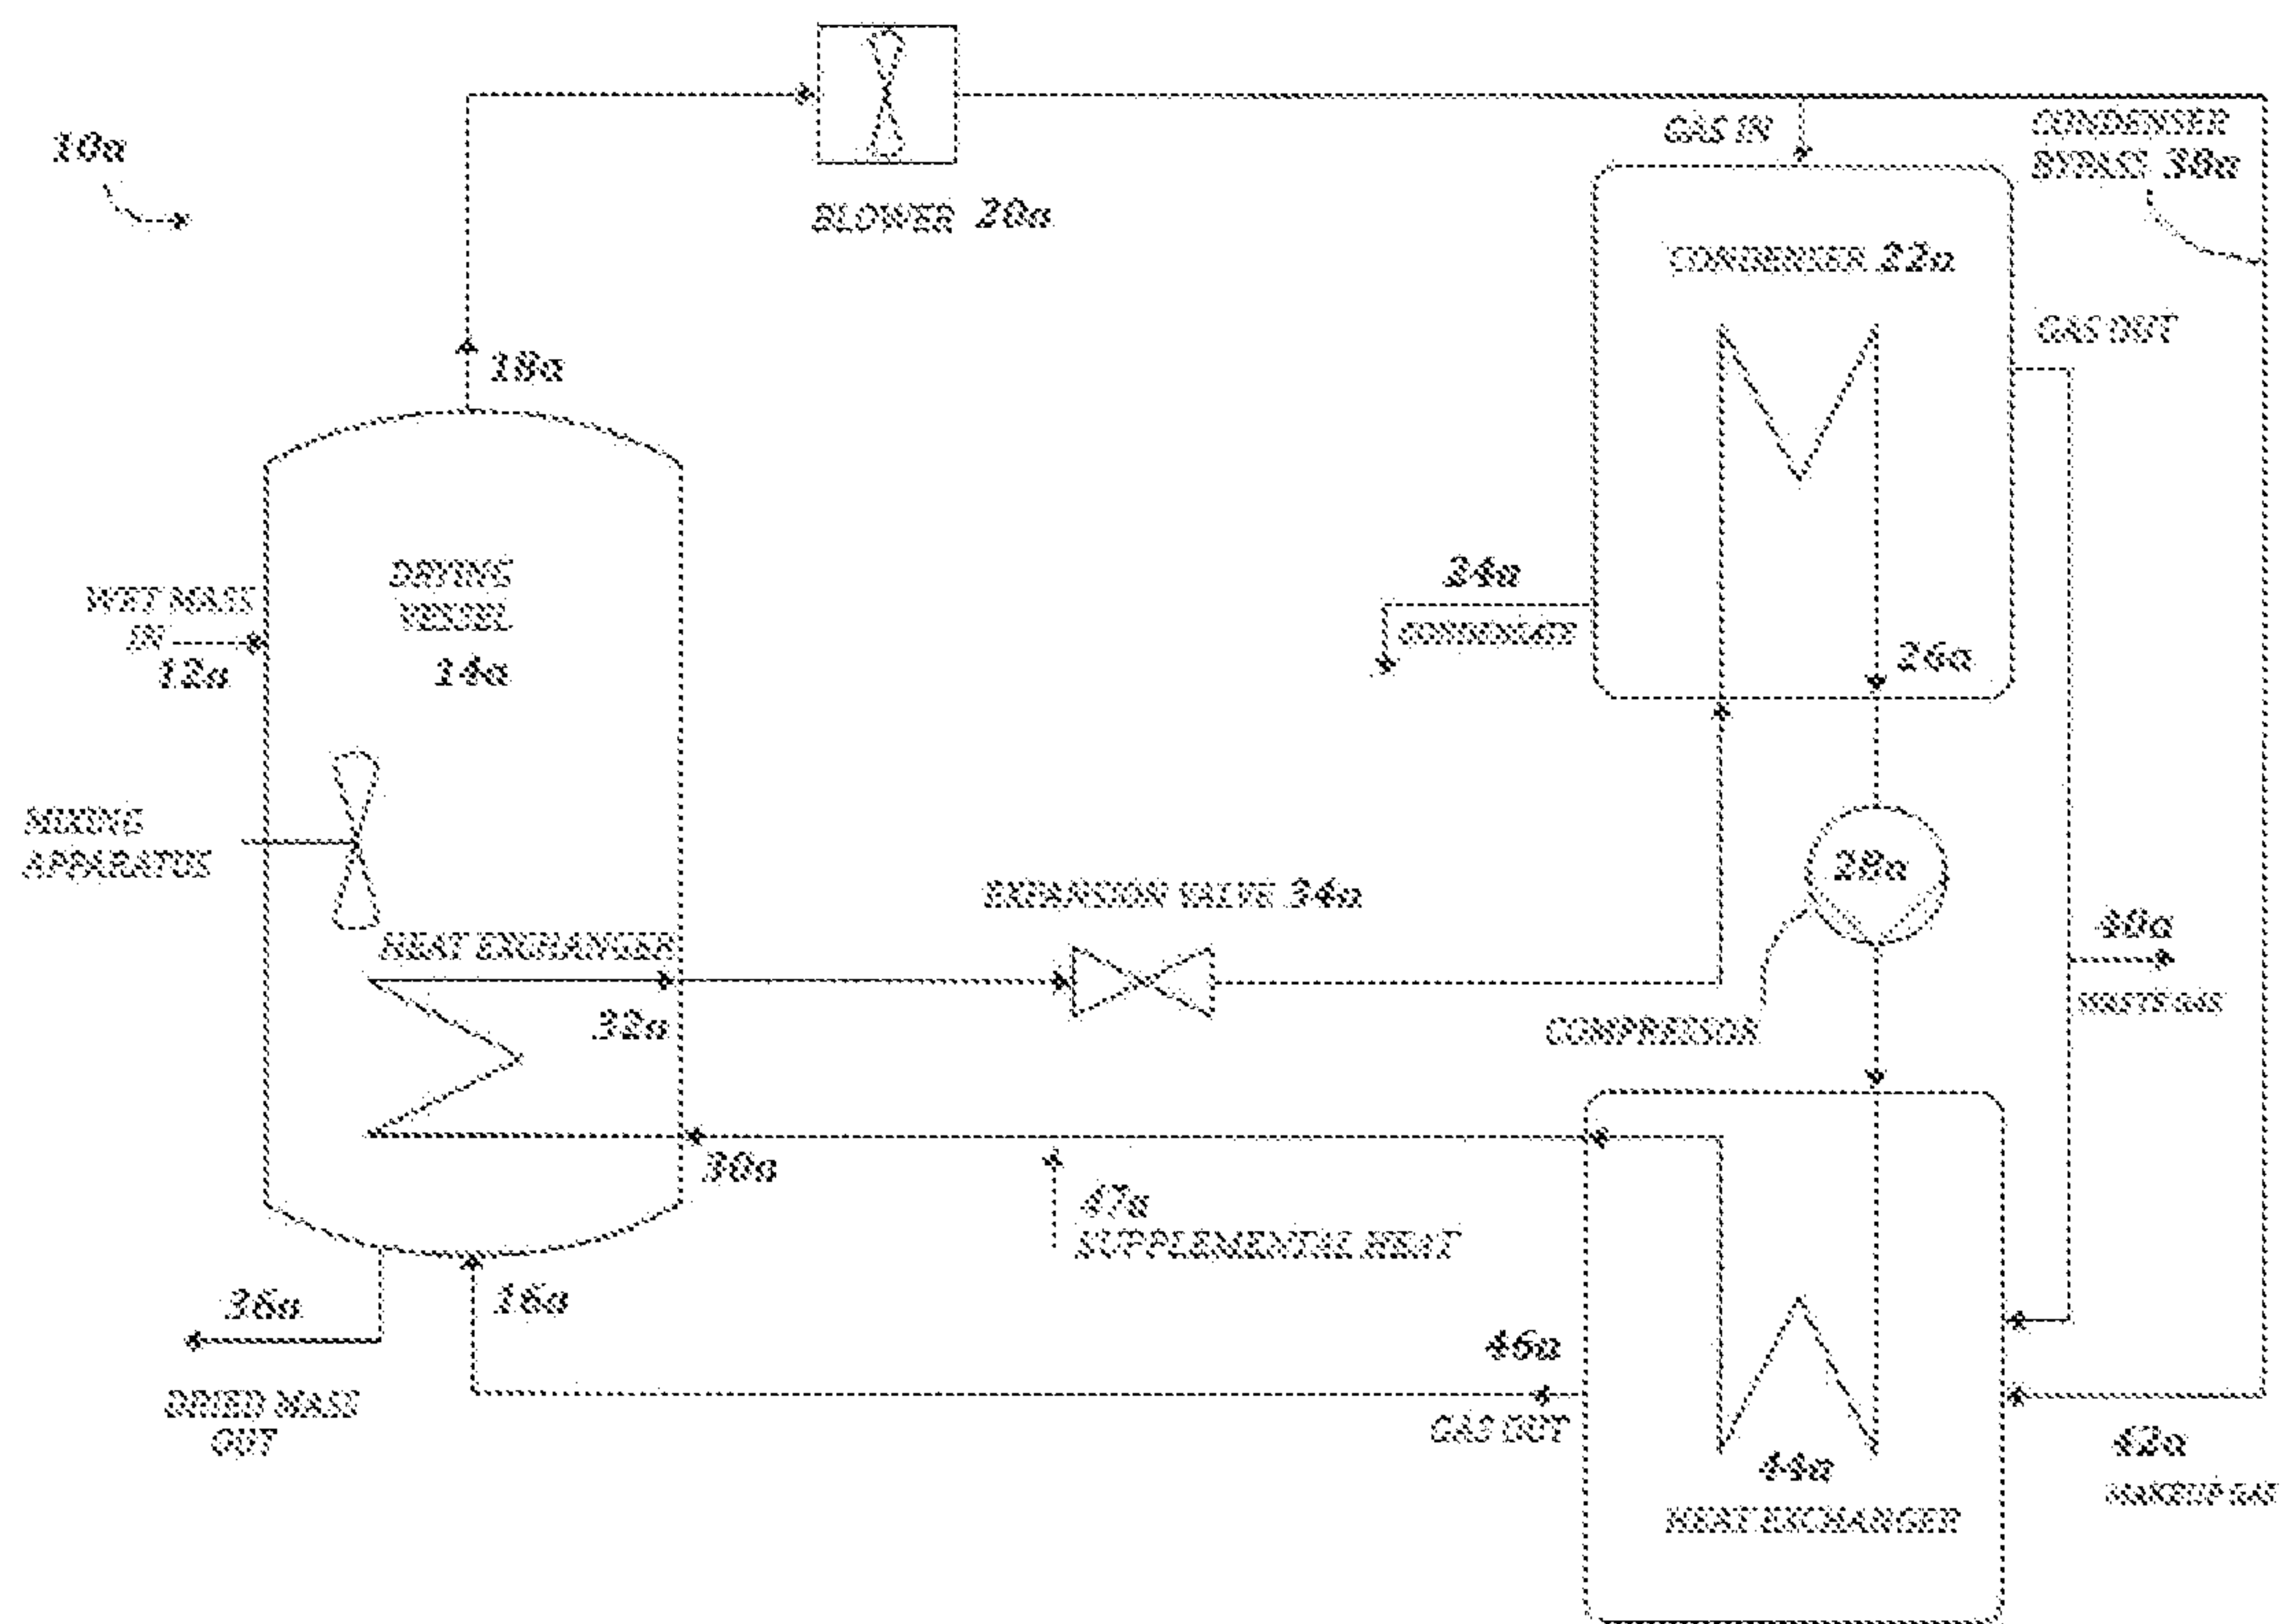 10a
BLOWER 20a
GAS IN
CONDENSER
BYPASS 38a
CONDENSER 22a
GAS OUT
18a
DRYING
VESSEL
14a
WET MASS
IN
12a
24a
CONDENSATE
26a
MIXING
APPARATUS
28a
EXPANSION VALVE 34a
HEAT EXCHANGER
32a
COMPRESSOR
40a
WASTE GAS
30a
47a
SUPPLEMENTAL HEAT
36a
16a
DRIED MASS
OUT
46a
GAS OUT
44a
HEAT EXCHANGER
42a
MAKEUP GAS